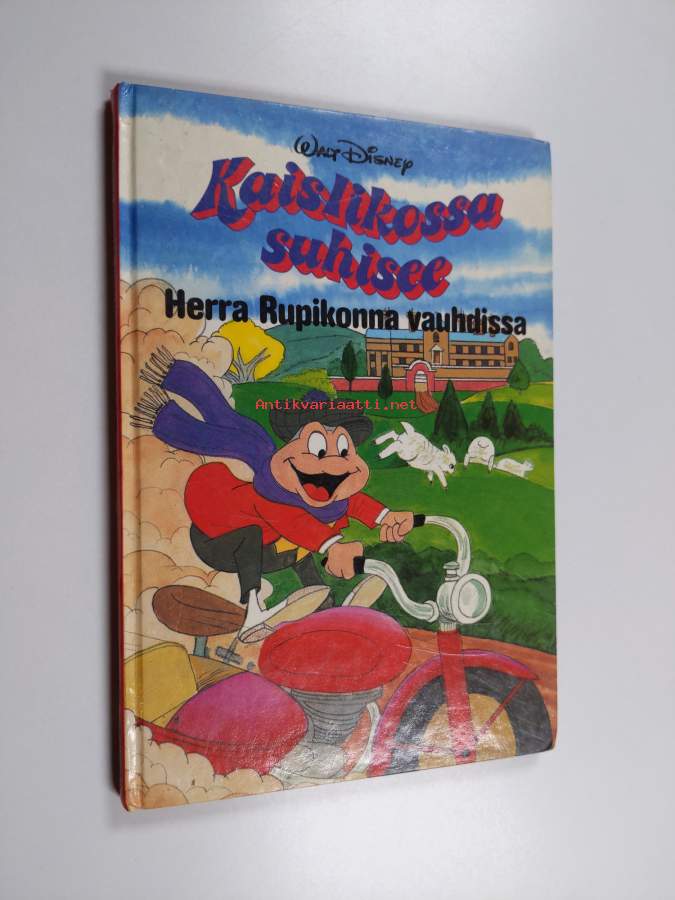 Walt Disney
Kaislikossa
suhisee
Herra Rupikonna vauhdissa
Antikvariaatti.net